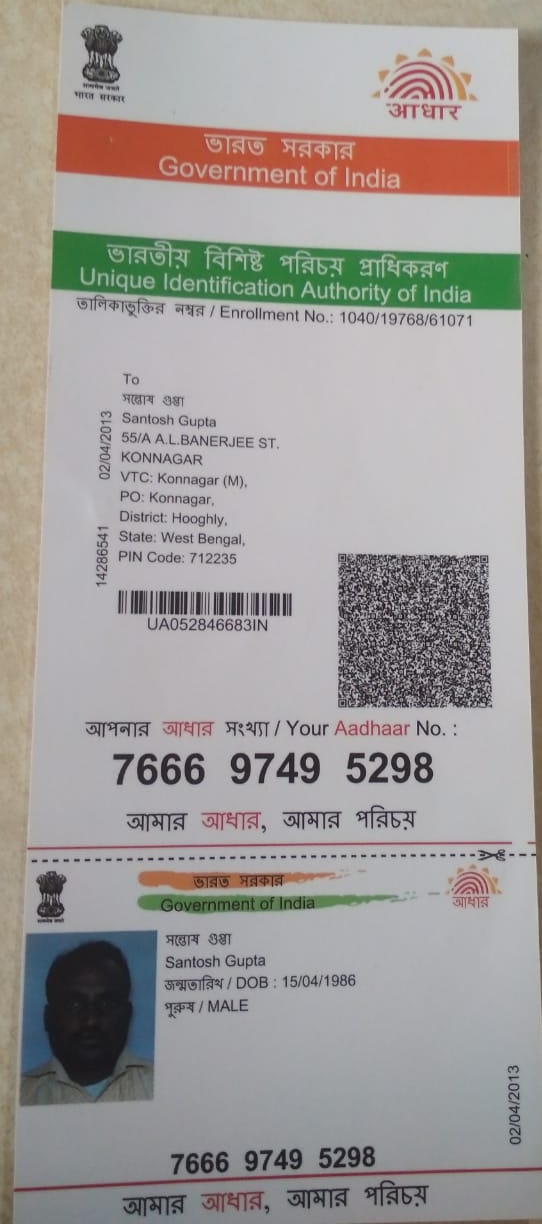 सत्यमेव जयते
भारत सरकार
आधार
ভারত সরকার
Government of India
ভারতীয় বিশিষ্ট পরিচয় প্রাধিকরণ
Unique Identification Authority of India
তালিকাভুক্তির নম্বর / Enrollment No.: 1040/19768/61071
To
সন্তোষ গুপ্তা
Santosh Gupta
55/A A.L.BANERJEE ST.
KONNAGAR
VTC: Konnagar (M),
PO: Konnagar,
District: Hooghly,
State: West Bengal,
PIN Code: 712235
02/04/2013
14286541
UA052846683IN
আপনার আধার সংখ্যা / Your Aadhaar No. :
7666 9749 5298
আমার আধার, আমার পরিচয়
ভারত সরকার
Government of India
আধার
সন্তোষ গুপ্তা
Santosh Gupta
জন্মতারিখ / DOB : 15/04/1986
পুরুষ / MALE
02/04/2013
7666 9749 5298
আমার আধার, আমার পরিচয়